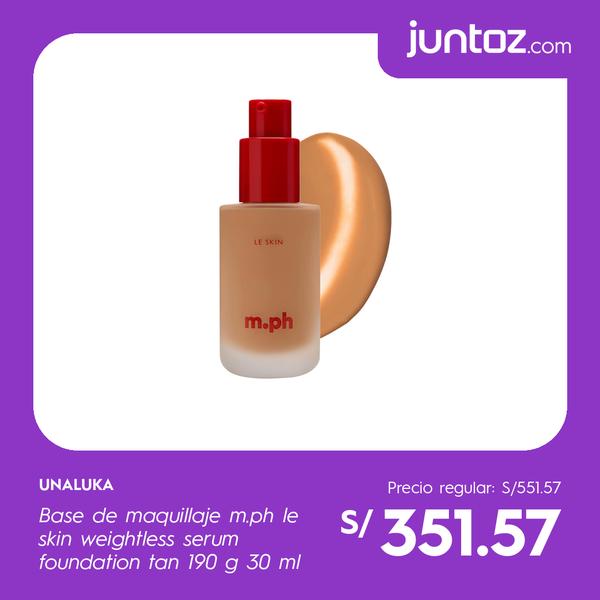 juntoz.com
LE SKIN
m.ph
UNALUKA
Base de maquillaje m.ph le
skin weightless serum
foundation tan 190 g 30 ml
Precio regular: S/551.57
S/ 351.57